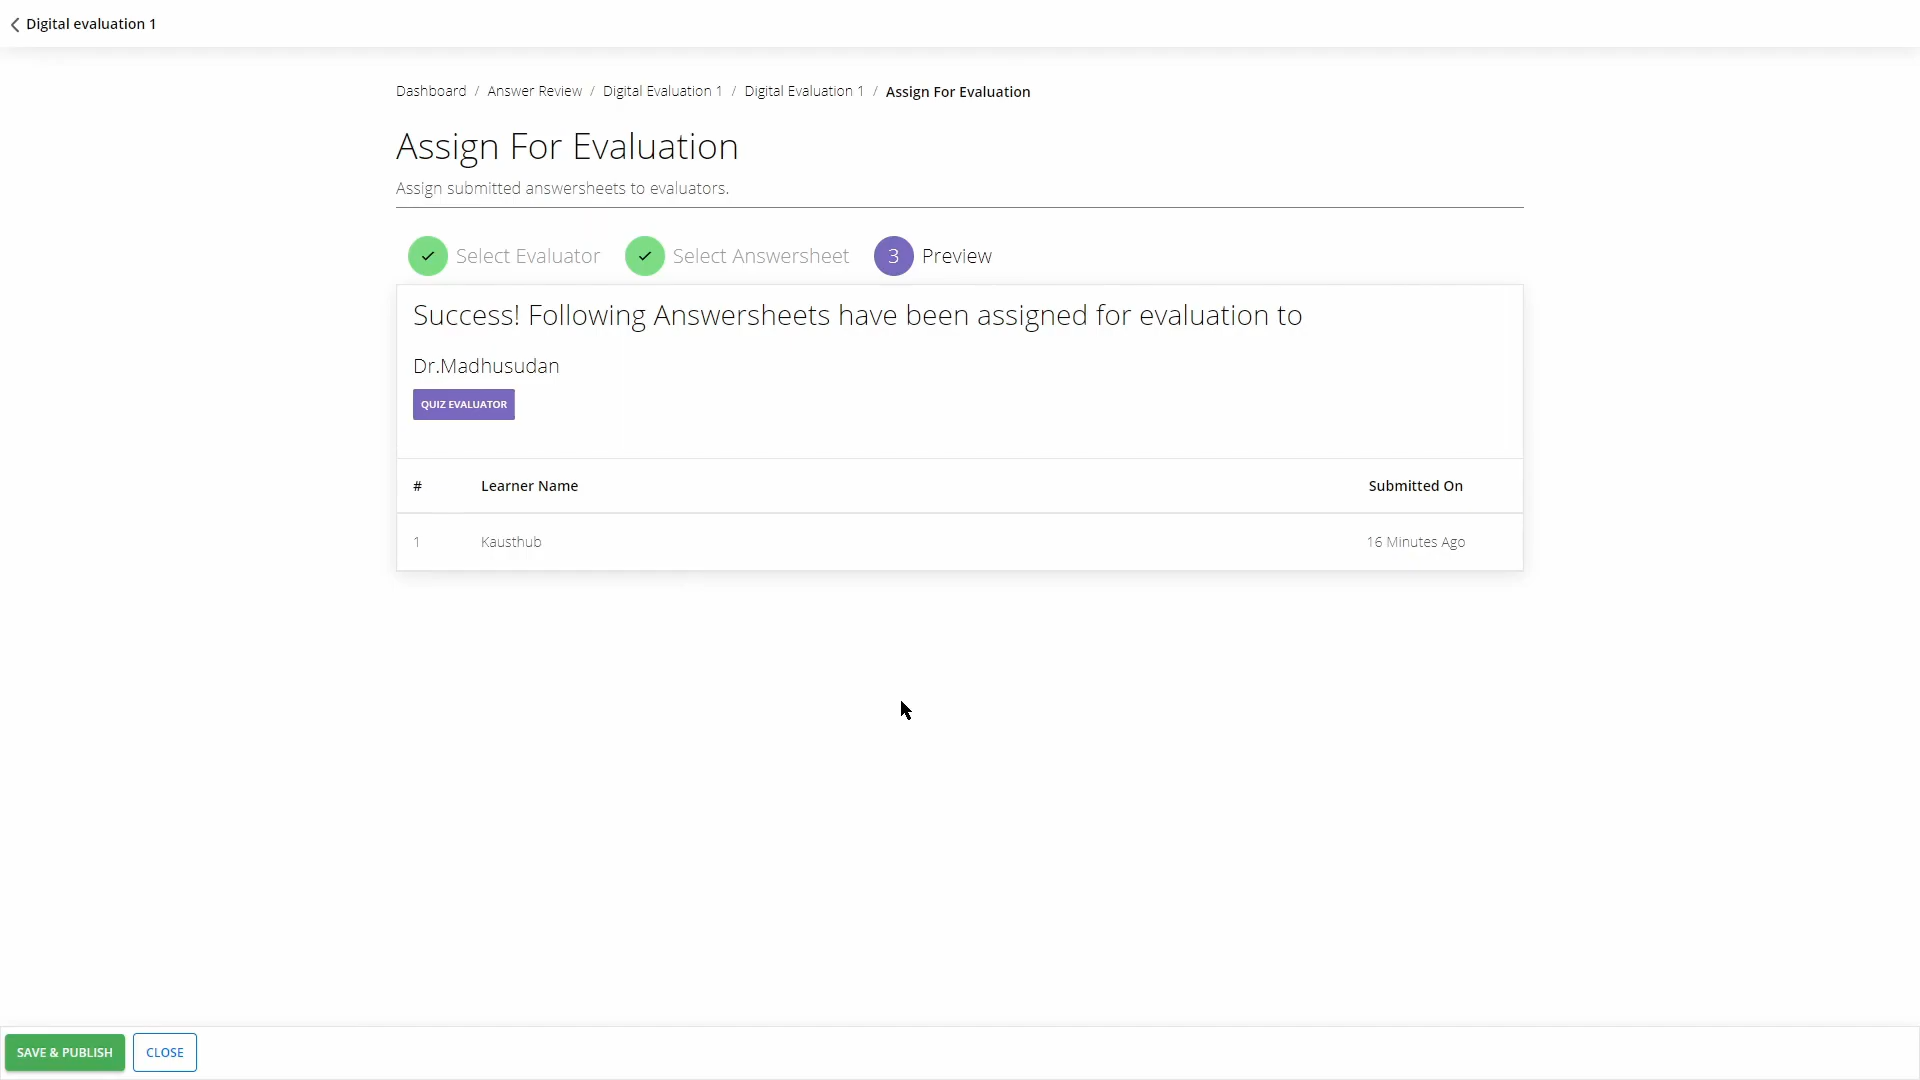 Digital evaluation 1
Dashboard / Answer Review / Digital Evaluation 1 / Digital Evaluation 1 / Assign For Evaluation
Assign For Evaluation
Assign submitted answersheets to evaluators.
Select Evaluator Select Answersheet 3 Preview
Success! Following Answersheets have been assigned for evaluation to
Dr.Madhusudan
QUIZ EVALUATOR
# Learner Name Submitted On
1 Kausthub 16 Minutes Ago
SAVE & PUBLISH CLOSE